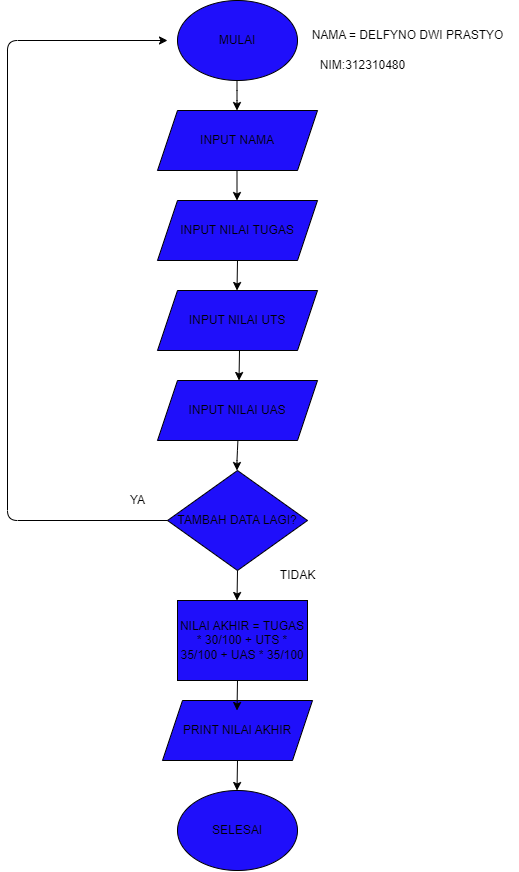 MULAI
NAMA = DELFYNO DWI PRASTYO
NIM:312310480
INPUT NAMA
INPUT NILAI TUGAS
INPUT NILAI UTS
INPUT NILAI UAS
YA
TAMBAH DATA LAGI?
TIDAK
NILAI AKHIR = TUGAS
* 30/100 + UTS *
35/100 + UAS * 35/100
PRINT NILAI AKHIR
SELESAI